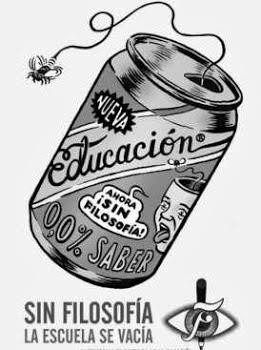 NUEVA
Educación®
AHORA
¡SIN
FILOSOFÍA!
0,0% SABER
SIN FILOSOFÍA
LA ESCUELA SE VACÍA